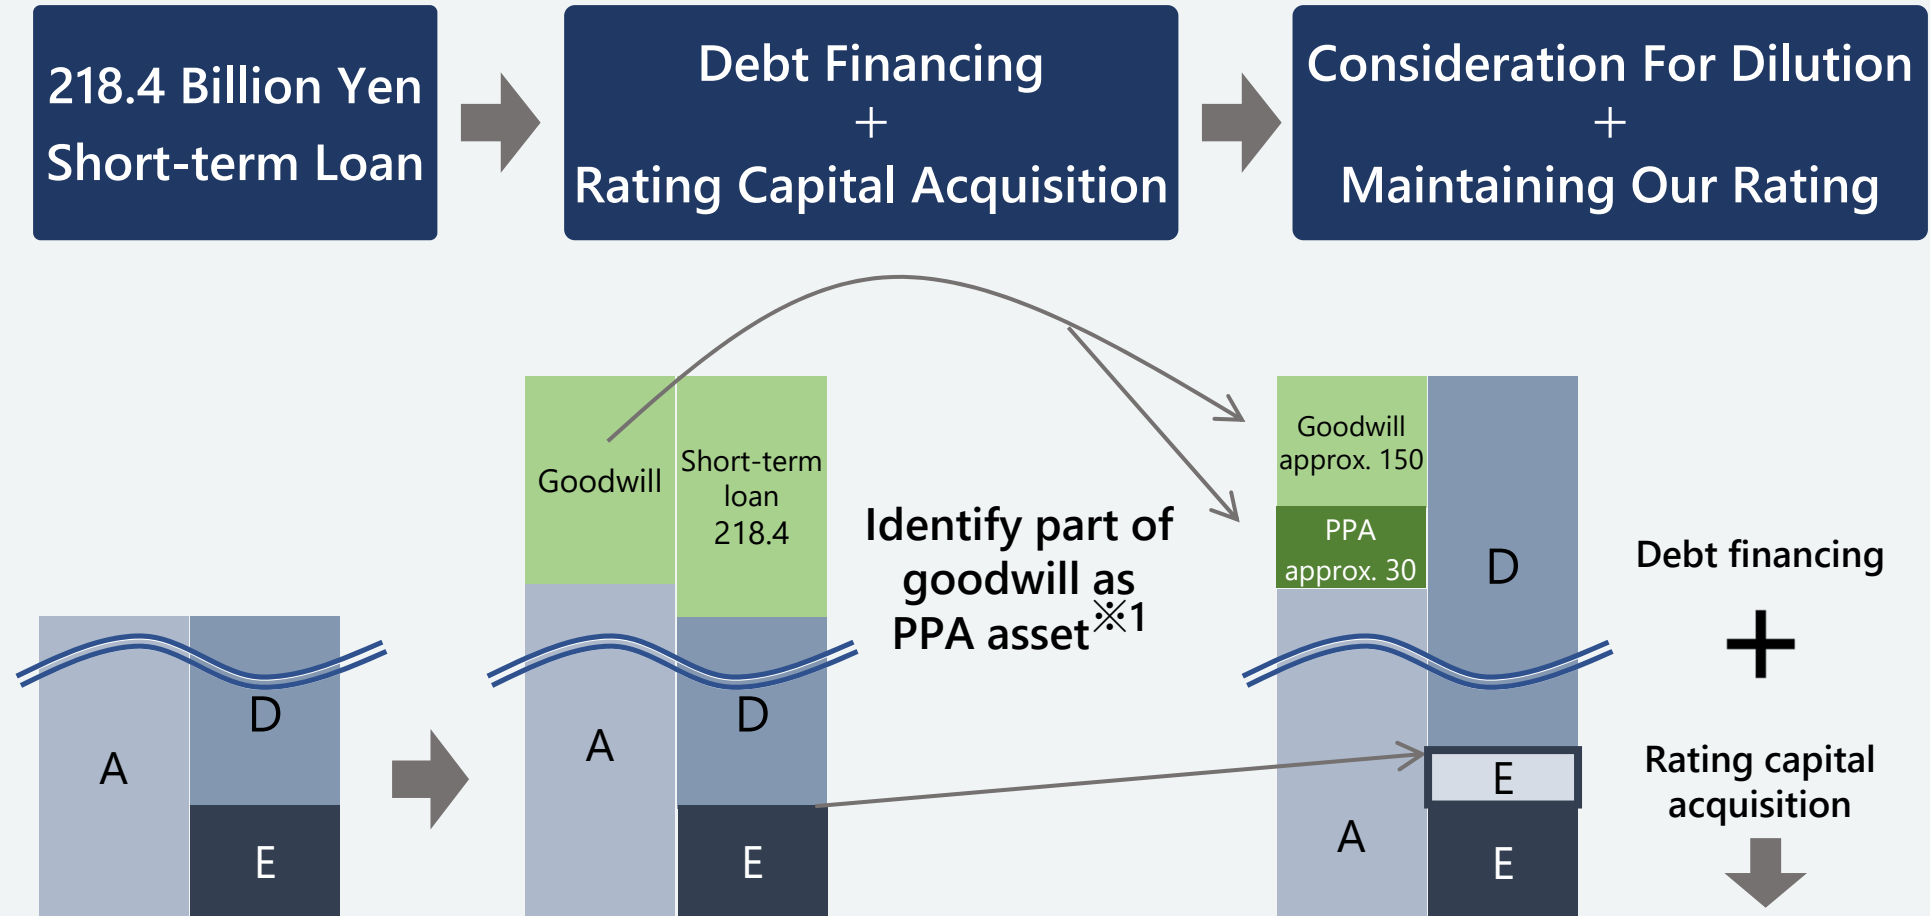 218.4 Billion Yen
Short-term Loan
Debt Financing
+
Rating Capital Acquisition
Consideration For Dilution
+
Maintaining Our Rating
A
D
E
Goodwill
Short-term
loan
218.4
A
D
E
Identify part of
goodwill as
PPA asset※1
Goodwill
approx. 150
PPA
approx. 30
D
A
E
E
Debt financing
+
Rating capital
acquisition